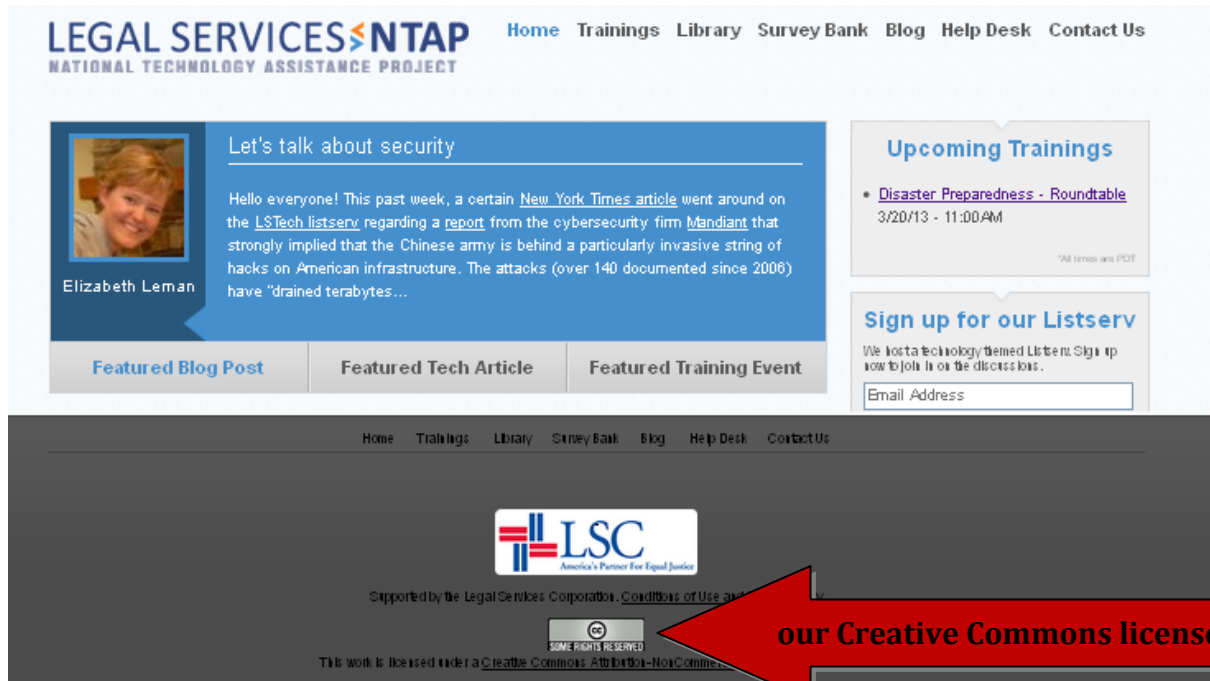 LEGAL SERVICES NTAP
NATIONAL TECHNOLOGY ASSISTANCE PROJECT
Home Trainings Library Survey Bank Blog Help Desk Contact Us
Elizabeth Leman
Let's talk about security
Hello everyone! This past week, a certain New York Times article went around on
the LSTech listserv regarding a report from the cybersecurity firm Mandiant that
strongly implied that the Chinese army is behind a particularly invasive string of
hacks on American infrastructure. The attacks (over 140 documented since 2006)
have "drained terabytes...
Featured Blog Post
Featured Tech Article
Featured Training Event
Upcoming Trainings
• Disaster Preparedness - Roundtable
3/20/13 - 11:00AM
*All times are PDT
Sign up for our Listserv
We host a technology themed Listserv. Sign up
now to join in on the discussions.
Email Address
Home Trainings Library Survey Bank Blog Help Desk Contact Us
LSC
America's Partner For Equal Justice
Supported by the Legal Services Corporation. Conditions of Use
cc
SOME RIGHTS RESERVED
This work is licensed under a Creative Commons Attribution-NonComme
our Creative Commons license